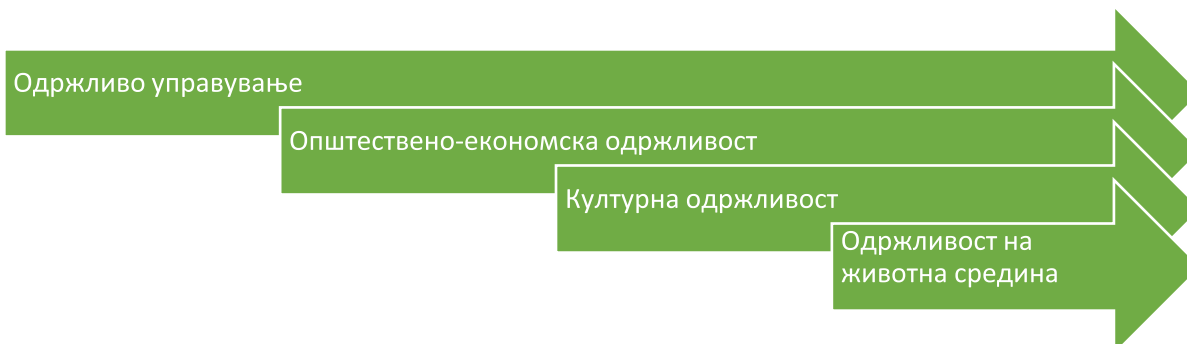 Одржливо управување
Општествено-економска одржливост
Културна одржливост
Одржливост на
животна средина